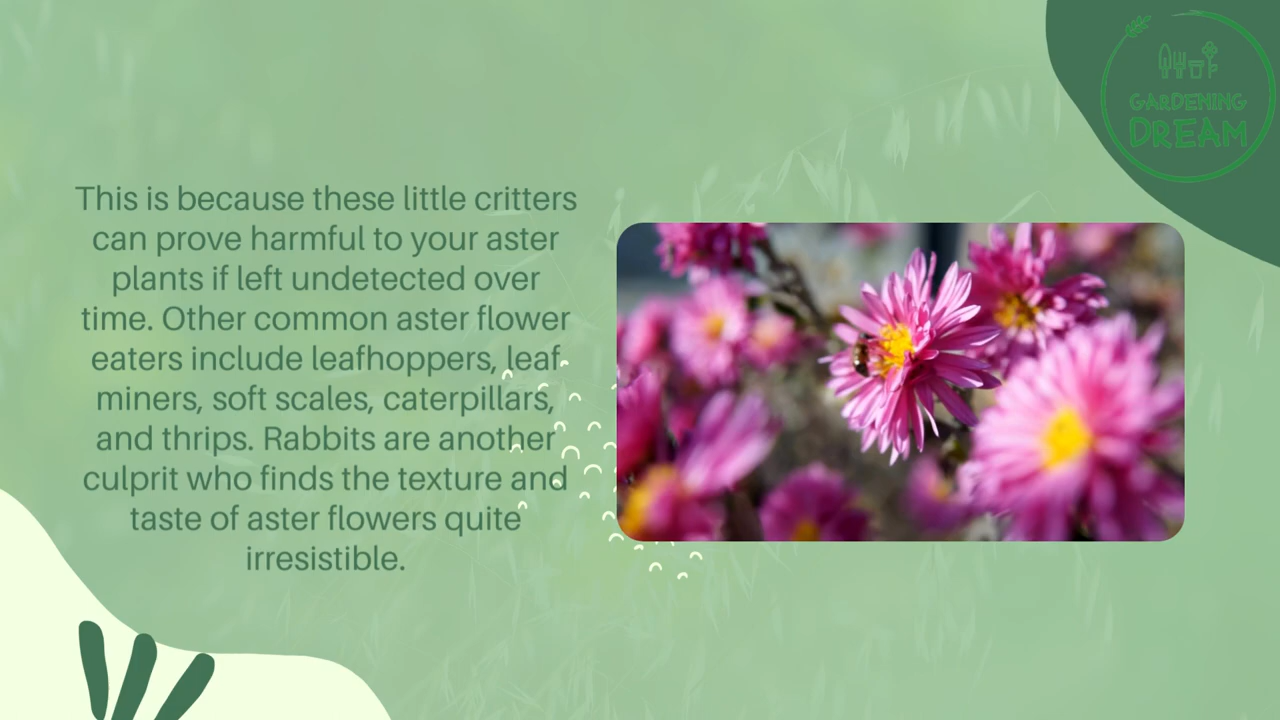 This is because these little critters
can prove harmful to your aster
plants if left undetected over
time. Other common aster flower
eaters include leafhoppers, leaf
miners, soft scales, caterpillars,
and thrips. Rabbits are another
culprit who finds the texture and
taste of aster flowers quite
irresistible.
GARDENING
DREAM